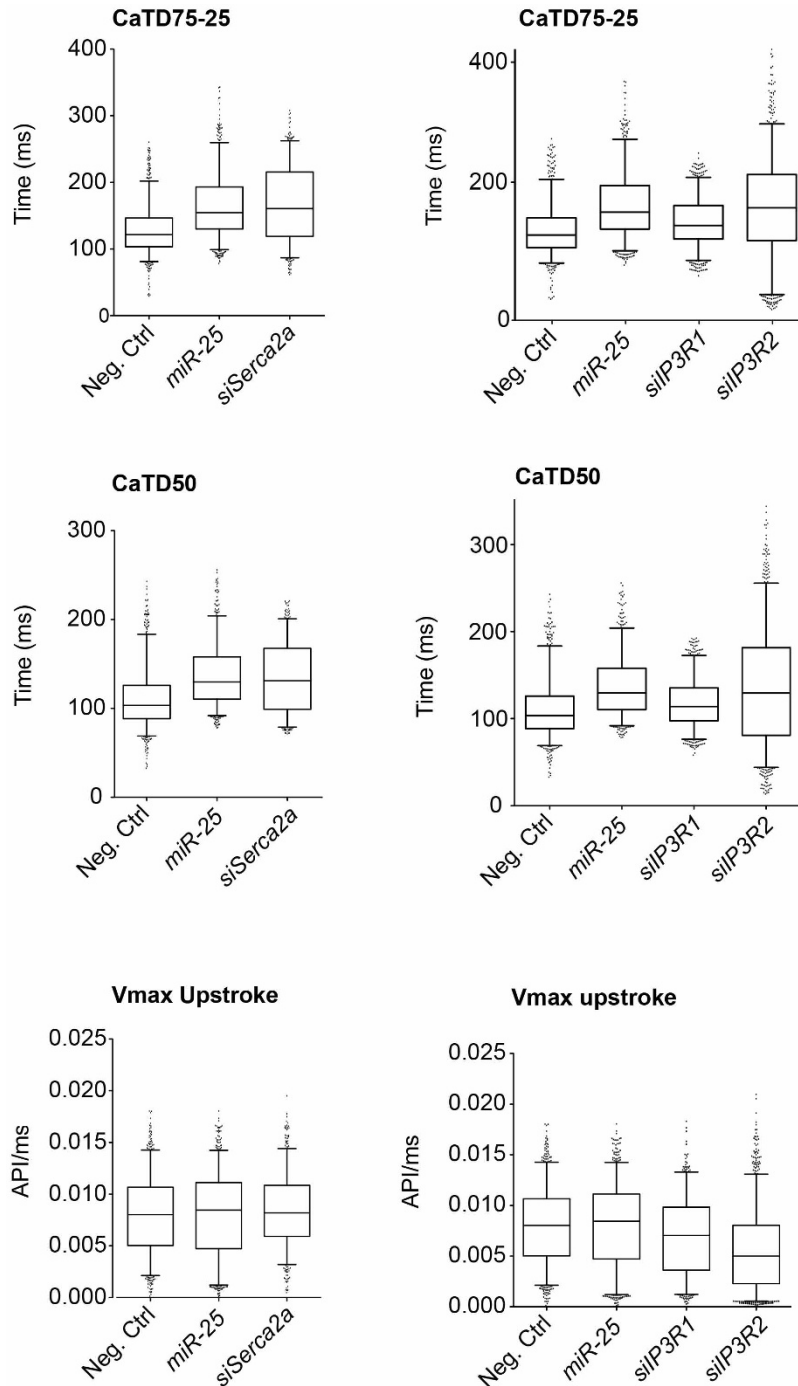 CaTD75-25
Time (ms)
400
300
200
100
0
Neg. Ctrl
miR-25
siSerca2a
CaTD75-25
Time (ms)
400
200
0
Neg. Ctrl
miR-25
siIP3R1
siIP3R2
CaTD50
Time (ms)
300
200
100
0
Neg. Ctrl
miR-25
siSerca2a
CaTD50
Time (ms)
300
200
100
0
Neg. Ctrl
miR-25
siIP3R1
siIP3R2
Vmax Upstroke
API/ms
0.025
0.020
0.015
0.010
0.005
0.000
Neg. Ctrl
miR-25
siSerca2a
Vmax upstroke
API/ms
0.025
0.020
0.015
0.010
0.005
0.000
Neg. Ctrl
miR-25
siIP3R1
siIP3R2